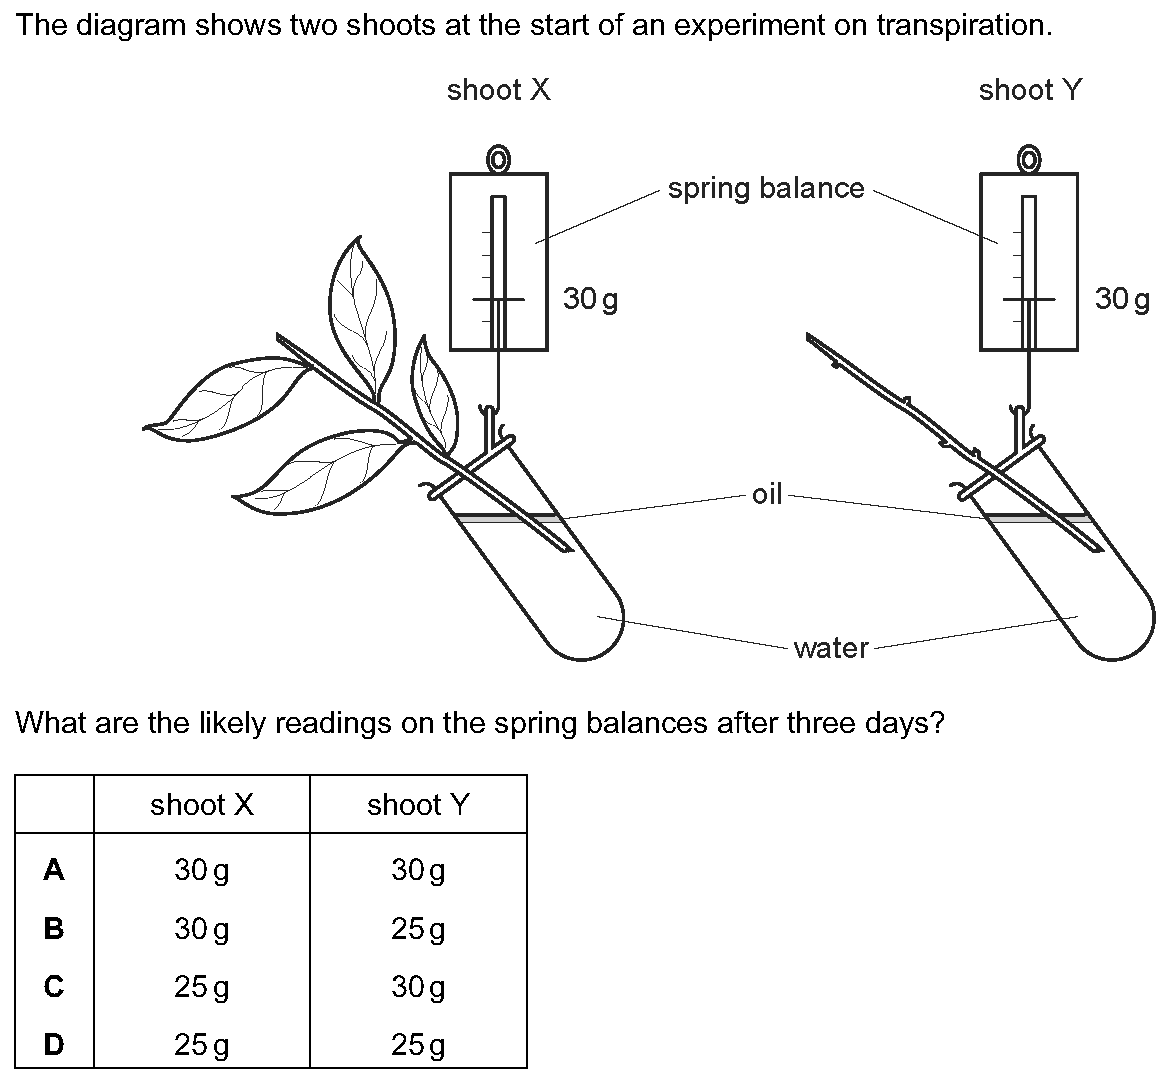 The diagram shows two shoots at the start of an experiment on transpiration.
shoot X shoot Y
spring balance
30 g 30 g
oil
water
What are the likely readings on the spring balances after three days?
shoot X shoot Y
A 30 g 30 g
B 30 g 25 g
C 25 g 30 g
D 25 g 25 g